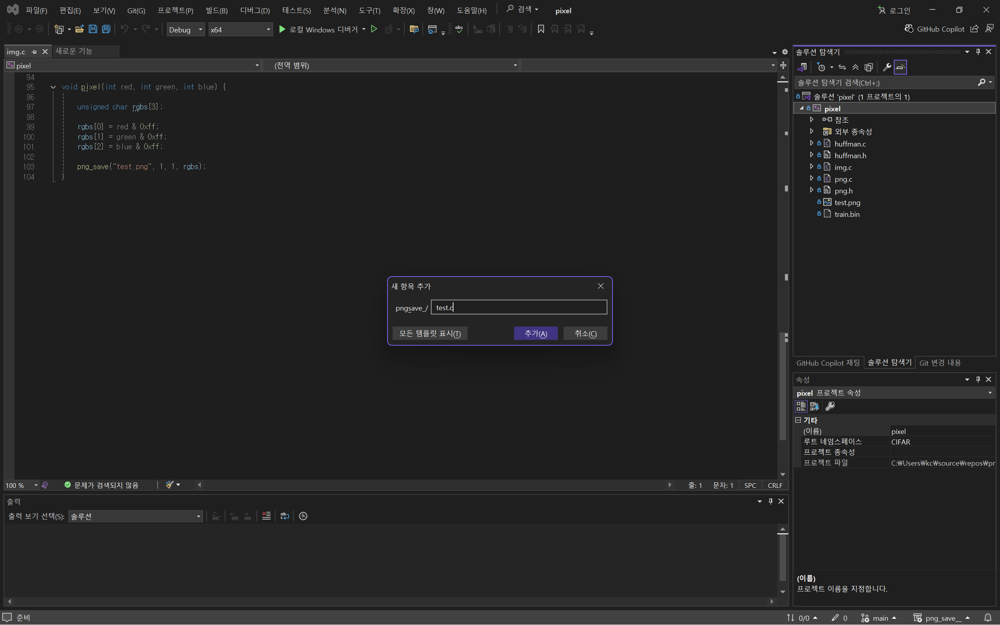 파일(F) 편집(E) 보기(V) Git(G) 프로젝트(P) 빌드(B) 디버그(D) 테스트(S) 분석(N) 도구(T) 확장(X) 창(W) 도움말(H) 검색 pixel 로그인
Debug x64 로컬 Windows 디버거 abc GitHub Copilot
img.c 새로운 기능
pixel (전역 범위)
94
95 void pixel(int red, int green, int blue) {
96
97 unsigned char rgbs[3];
98
99 rgbs[0] = red & 0xff;
100 rgbs[1] = green & 0xff;
101 rgbs[2] = blue & 0xff;
102
103 png_save("test.png", 1, 1, rgbs);
104 }
새 항목 추가
pngsave_/ test.c
모든 템플릿 표시(T) 추가(A) 취소(C)
100 % 문제가 검색되지 않음 줄: 1 문자: 1 SPC CRLF
출력
출력 보기 선택(S): 솔루션
솔루션 탐색기
솔루션 탐색기 검색(Ctrl+;)
솔루션 'pixel' (1 프로젝트의 1)
pixel
참조
외부 종속성
huffman.c
huffman.h
img.c
png.c
png.h
test.png
train.bin
GitHub Copilot 채팅 솔루션 탐색기 Git 변경 내용
속성
pixel 프로젝트 속성
기타
(이름) pixel
루트 네임스페이스 CIFAR
프로젝트 종속성
프로젝트 파일 C:₩Users₩kc₩source₩repos₩pr
(이름)
프로젝트 이름을 지정합니다.
준비 0/0 0 main png_save__